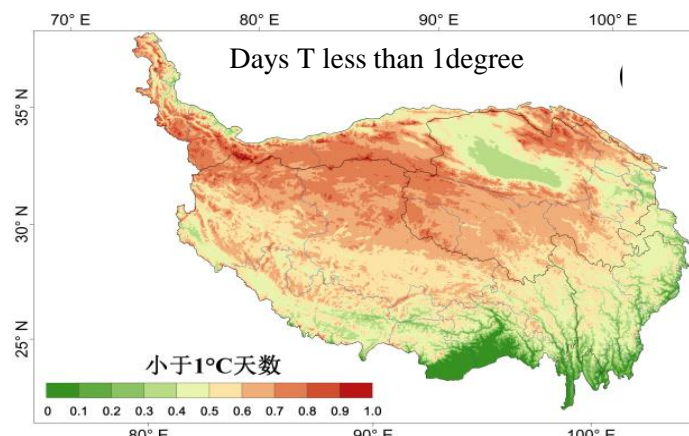 70° E 80° E 90° E 100° E
Days T less than 1degree
35° N
30° N
25° N
小于1°C天数
0 0.1 0.2 0.3 0.4 0.5 0.6 0.7 0.8 0.9 1.0
80° E 90° E 100° E